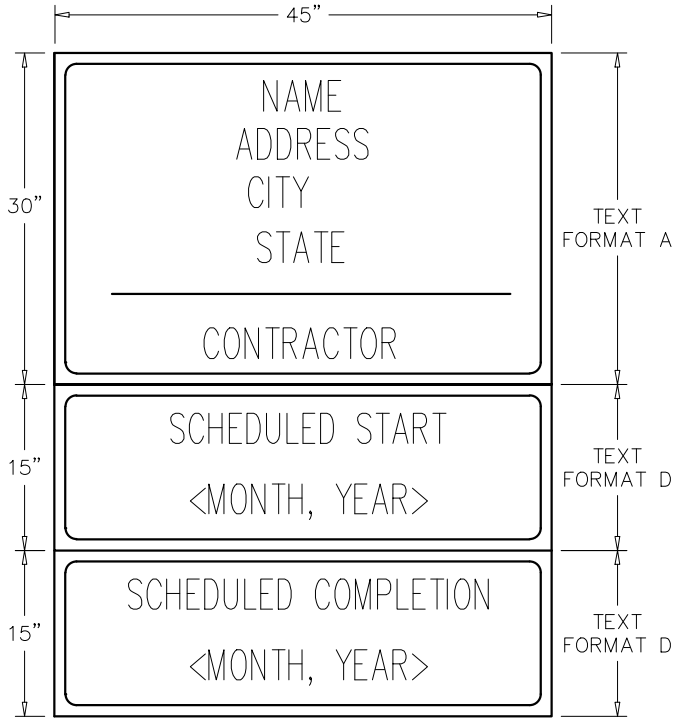 45"
NAME
ADDRESS
CITY
STATE
CONTRACTOR
30"
TEXT
FORMAT A
SCHEDULED START
<MONTH, YEAR>
15"
TEXT
FORMAT D
SCHEDULED COMPLETION
<MONTH, YEAR>
15"
TEXT
FORMAT D